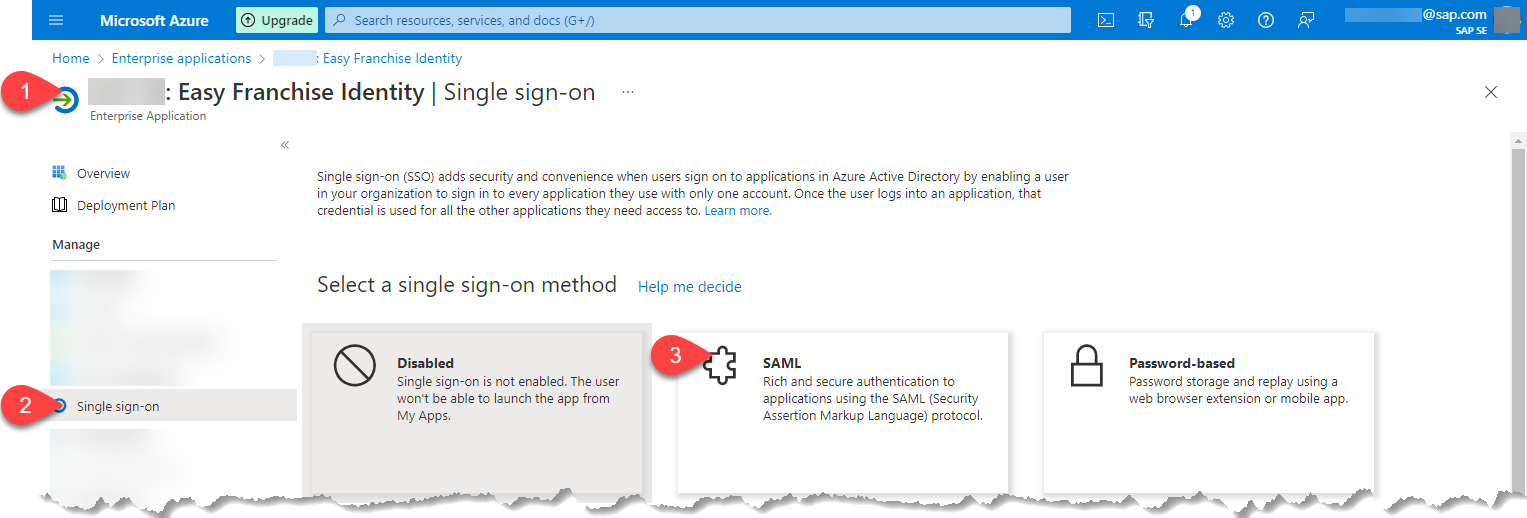 Microsoft Azure
Upgrade
Search resources, services, and docs (G+/)
1
@sap.com
SAP SE
Home > Enterprise applications > : Easy Franchise Identity
1
: Easy Franchise Identity | Single sign-on ...
Enterprise Application
«
Overview
Deployment Plan
Manage
2
Single sign-on
Single sign-on (SSO) adds security and convenience when users sign on to applications in Azure Active Directory by enabling a user
in your organization to sign in to every application they use with only one account. Once the user logs into an application, that
credential is used for all the other applications they need access to. Learn more.
Select a single sign-on method
Help me decide
Disabled
Single sign-on is not enabled. The user
won't be able to launch the app from
My Apps.
3
SAML
Rich and secure authentication to
applications using the SAML (Security
Assertion Markup Language) protocol.
Password-based
Password storage and replay using a
web browser extension or mobile app.